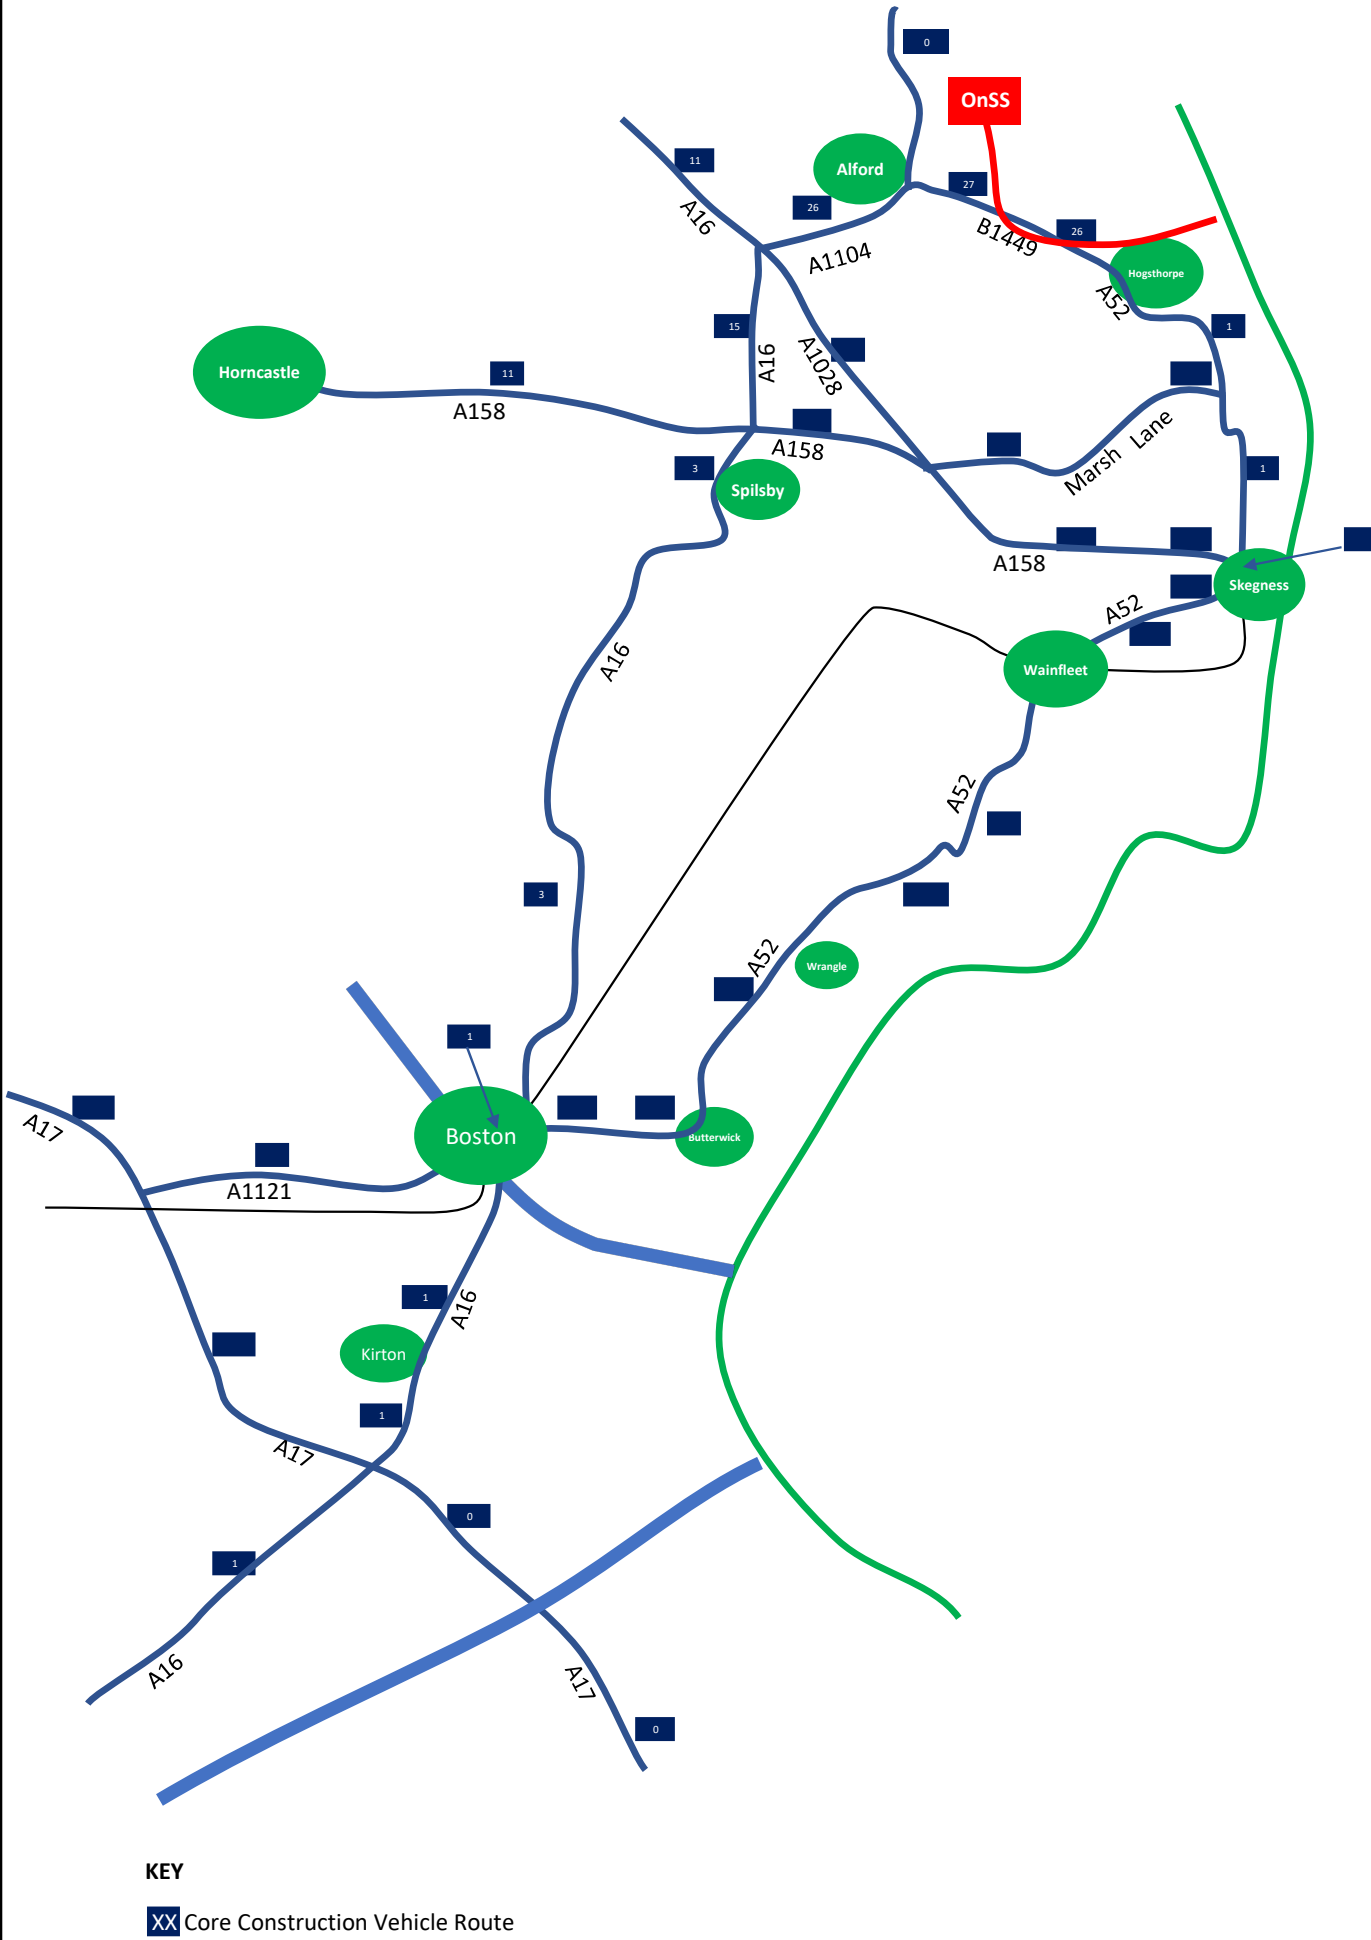 0
OnSS
11
Alford
27
26
A16
26
B1449
A1104
Hogsthorpe
A52
15
1
A16
A1028
Horncastle
11
A158
Marsh Lane
A158
3
1
Spilsby
A158
Skegness
A52
A16
Wainfleet
A52
3
A52
Wrangle
1
A17
Boston
Butterwick
A1121
1
A16
Kirton
1
A17
0
1
A16
A17
0
KEY
XX Core Construction Vehicle Route